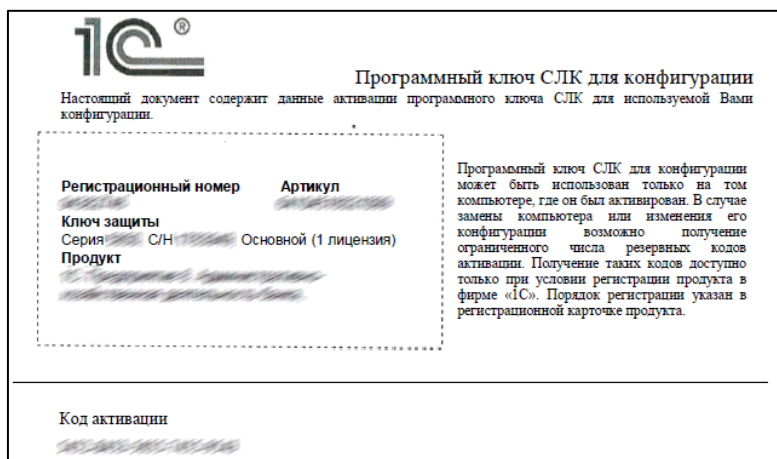 1С®
Программный ключ СЛК для конфигурации
Настоящий документ содержит данные активации программного ключа СЛК для используемой Вами
конфигурации.
Регистрационный номер Артикул
Ключ защиты
Серия С/Н Основной (1 лицензия)
Продукт
Программный ключ СЛК для конфигурации
может быть использован только на том
компьютере, где он был активирован. В случае
замены компьютера или изменения его
конфигурации возможно получение
ограниченного числа резервных кодов
активации. Получение таких кодов доступно
только при условии регистрации продукта в
фирме «1С». Порядок регистрации указан в
регистрационной карточке продукта.
Код активации